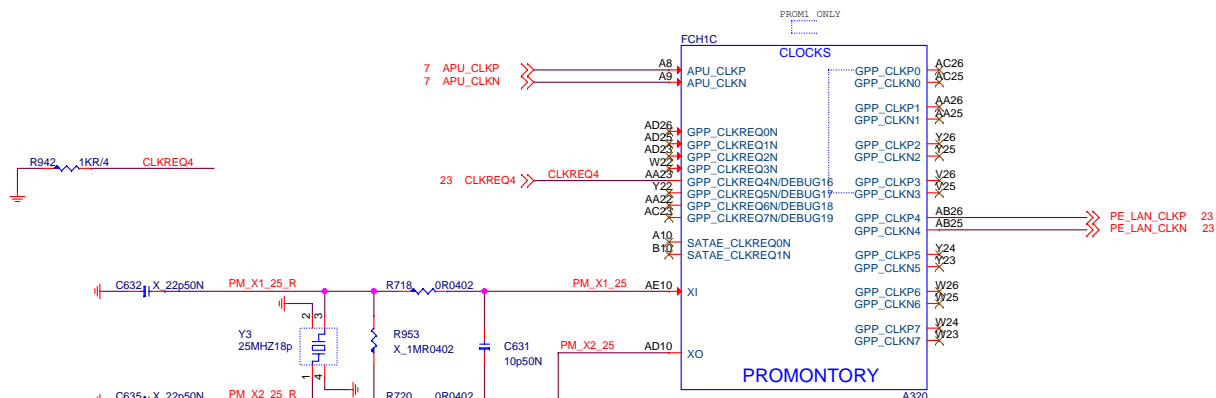 PROM1 ONLY
FCH1C
CLOCKS
7 APU_CLKP A8 APU_CLKP GPP_CLKP0 AC26
7 APU_CLKN A9 APU_CLKN GPP_CLKN0 AC25
GPP_CLKP1 AA26
GPP_CLKN1 AA25
AD26 GPP_CLKREQ0N
AD25 GPP_CLKREQ1N GPP_CLKP2 Y26
AD23 GPP_CLKREQ2N GPP_CLKN2 Y25
W22 GPP_CLKREQ3N
R942 1KR/4 CLKREQ4
23 CLKREQ4 CLKREQ4 AA23 GPP_CLKREQ4N/DEBUG16 GPP_CLKP3 V26
Y22 GPP_CLKREQ5N/DEBUG17 GPP_CLKN3 V25
AA22 GPP_CLKREQ6N/DEBUG18
AC23 GPP_CLKREQ7N/DEBUG19 GPP_CLKP4 AB26 PE_LAN_CLKP 23
GPP_CLKN4 AB25 PE_LAN_CLKN 23
A10 SATAE_CLKREQ0N
B10 SATAE_CLKREQ1N GPP_CLKP5 Y24
GPP_CLKN5 Y23
C632 X_22p50N PM_X1_25_R R718 0R0402 PM_X1_25 AE10 XI GPP_CLKP6 W26
GPP_CLKN6 W25
2 3
GPP_CLKP7 W24
Y3 R953 GPP_CLKN7 W23
25MHZ18p X_1MR0402 C631 PM_X2_25 AD10 XO
10p50N
1 4
PROMONTORY
C635 X_22p50N PM_X2_25_R R720 0R0402 A320